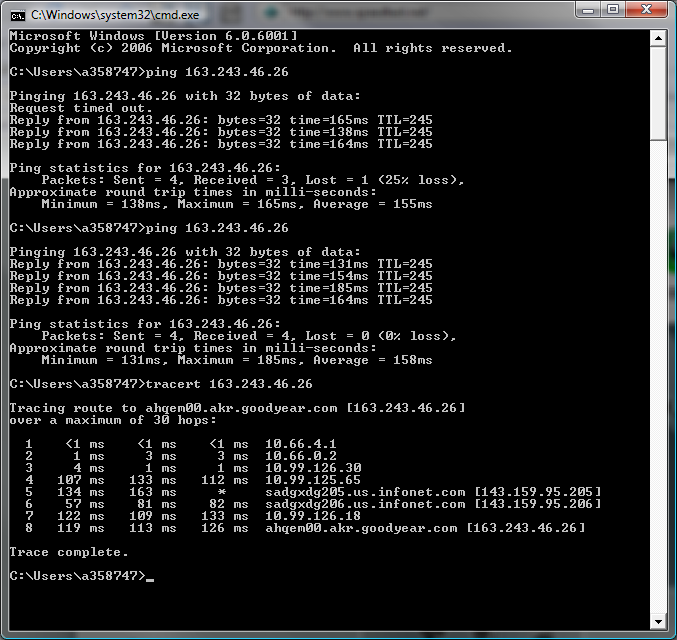 C:\Windows\system32\cmd.exe
Microsoft Windows [Version 6.0.6001]
Copyright (c) 2006 Microsoft Corporation.  All rights reserved.
C:\Users\a358747>ping 163.243.46.26
Pinging 163.243.46.26 with 32 bytes of data:
Request timed out.
Reply from 163.243.46.26: bytes=32 time=165ms TTL=245
Reply from 163.243.46.26: bytes=32 time=138ms TTL=245
Reply from 163.243.46.26: bytes=32 time=164ms TTL=245
Ping statistics for 163.243.46.26:
    Packets: Sent = 4, Received = 3, Lost = 1 (25% loss),
Approximate round trip times in milli-seconds:
    Minimum = 138ms, Maximum = 165ms, Average = 155ms
C:\Users\a358747>ping 163.243.46.26
Pinging 163.243.46.26 with 32 bytes of data:
Reply from 163.243.46.26: bytes=32 time=131ms TTL=245
Reply from 163.243.46.26: bytes=32 time=154ms TTL=245
Reply from 163.243.46.26: bytes=32 time=185ms TTL=245
Reply from 163.243.46.26: bytes=32 time=164ms TTL=245
Ping statistics for 163.243.46.26:
    Packets: Sent = 4, Received = 4, Lost = 0 (0% loss),
Approximate round trip times in milli-seconds:
    Minimum = 131ms, Maximum = 185ms, Average = 158ms
C:\Users\a358747>tracert 163.243.46.26
Tracing route to ahqem00.akr.goodyear.com [163.243.46.26]
over a maximum of 30 hops:
  1    <1 ms    <1 ms    <1 ms  10.66.4.1
  2     1 ms     3 ms     3 ms  10.66.0.2
  3     4 ms     1 ms     1 ms  10.99.126.30
  4   107 ms   133 ms   112 ms  10.99.125.65
  5   134 ms   163 ms     *     sadgxdg205.us.infonet.com [143.159.95.205]
  6    57 ms    81 ms    82 ms  sadgxdg206.us.infonet.com [143.159.95.206]
  7   122 ms   109 ms   133 ms  10.99.126.18
  8   119 ms   113 ms   126 ms  ahqem00.akr.goodyear.com [163.243.46.26]
Trace complete.
C:\Users\a358747>_